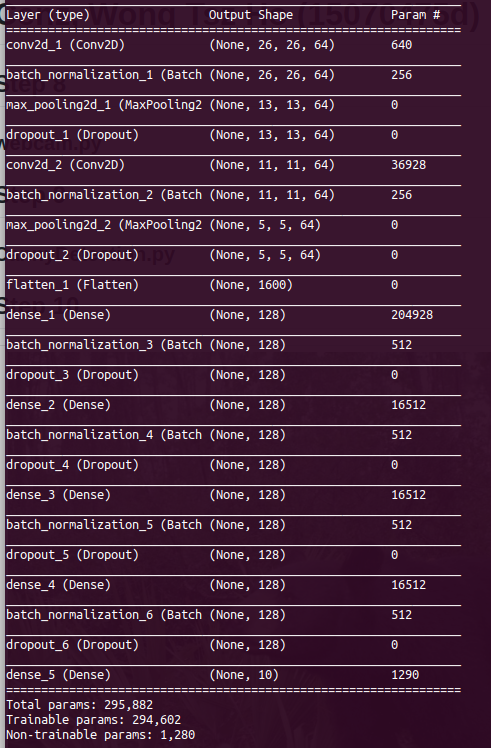 Layer (type) Output Shape Param #
=================================================================
conv2d_1 (Conv2D) (None, 26, 26, 64) 640
batch_normalization_1 (Batch (None, 26, 26, 64) 256
max_pooling2d_1 (MaxPooling2 (None, 13, 13, 64) 0
dropout_1 (Dropout) (None, 13, 13, 64) 0
conv2d_2 (Conv2D) (None, 11, 11, 64) 36928
batch_normalization_2 (Batch (None, 11, 11, 64) 256
max_pooling2d_2 (MaxPooling2 (None, 5, 5, 64) 0
dropout_2 (Dropout) (None, 5, 5, 64) 0
flatten_1 (Flatten) (None, 1600) 0
dense_1 (Dense) (None, 128) 204928
batch_normalization_3 (Batch (None, 128) 512
dropout_3 (Dropout) (None, 128) 0
dense_2 (Dense) (None, 128) 16512
batch_normalization_4 (Batch (None, 128) 512
dropout_4 (Dropout) (None, 128) 0
dense_3 (Dense) (None, 128) 16512
batch_normalization_5 (Batch (None, 128) 512
dropout_5 (Dropout) (None, 128) 0
dense_4 (Dense) (None, 128) 16512
batch_normalization_6 (Batch (None, 128) 512
dropout_6 (Dropout) (None, 128) 0
dense_5 (Dense) (None, 10) 1290
=================================================================
Total params: 295,882
Trainable params: 294,602
Non-trainable params: 1,280